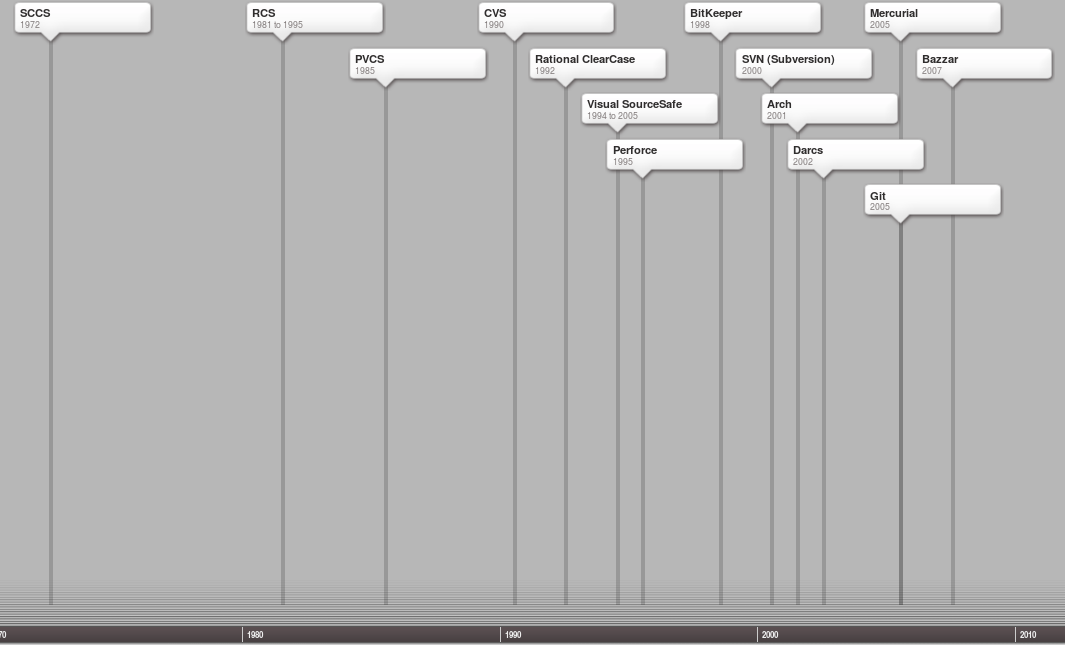 SCCS
1972
RCS
1981 to 1995
CVS
1990
BitKeeper
1998
Mercurial
2005
PVCS
1985
Rational ClearCase
1992
SVN (Subversion)
2000
Bazzar
2007
Visual SourceSafe
1994 to 2005
Arch
2001
Perforce
1995
Darcs
2002
Git
2005
70
1980
1990
2000
2010